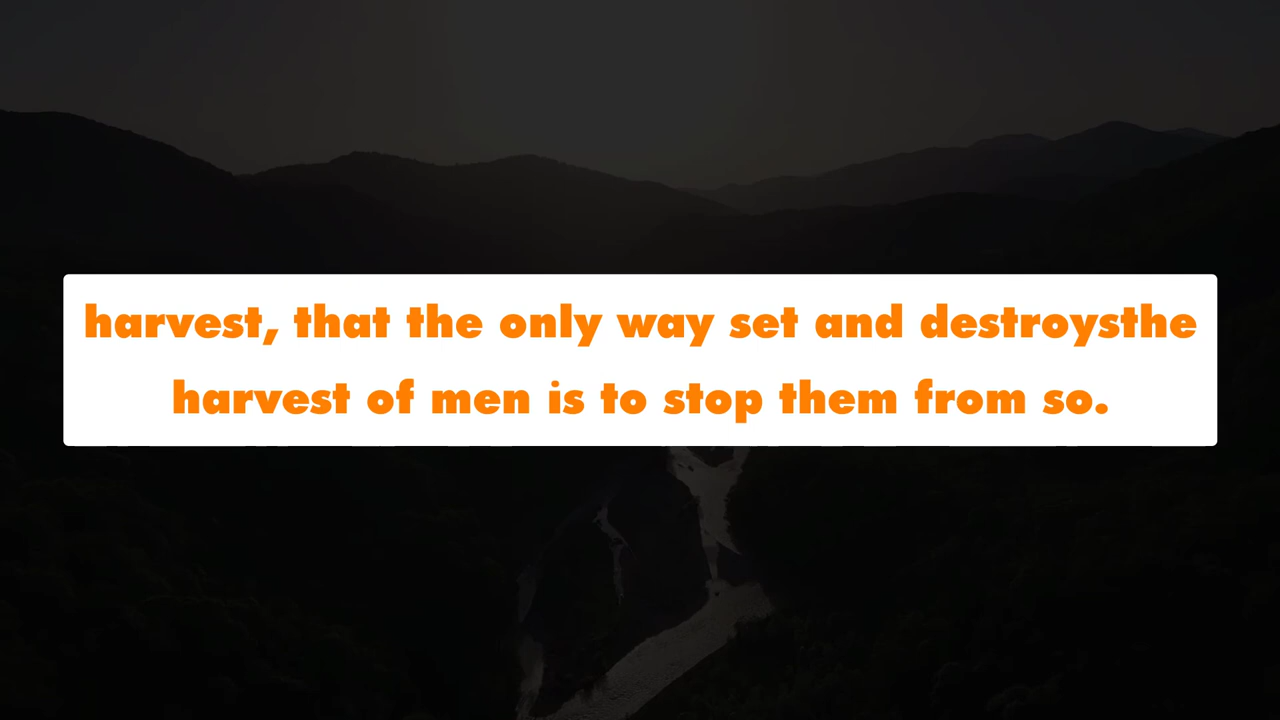 harvest, that the only way set and destroysthe
harvest of men is to stop them from so.